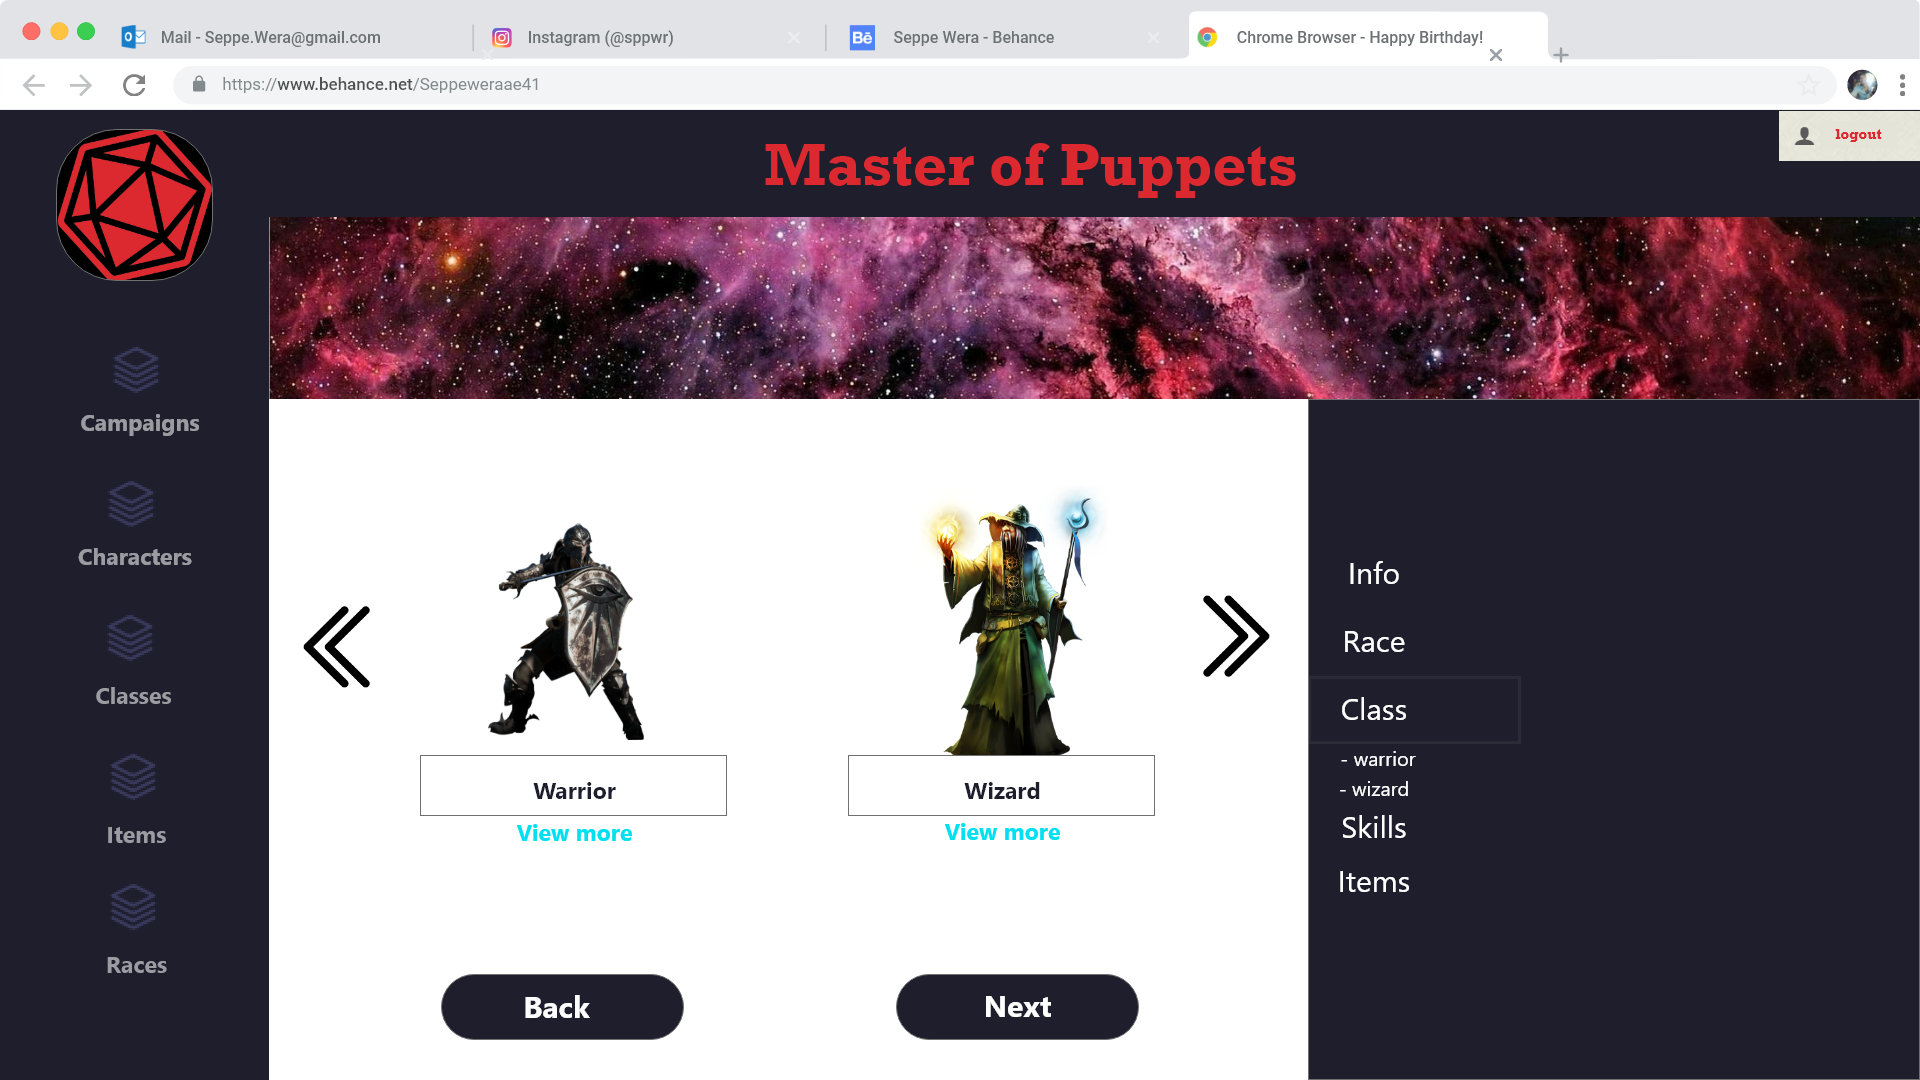 Mail - Seppe.Wera@gmail.com
Instagram (@sppwr)
Bē
Seppe Wera - Behance
Chrome Browser - Happy Birthday!
https://www.behance.net/Seppeweraae41
logout
Master of Puppets
Campaigns
Characters
Classes
Items
Races
Warrior
View more
Wizard
View more
Back
Next
Info
Race
Class
- warrior
- wizard
Skills
Items